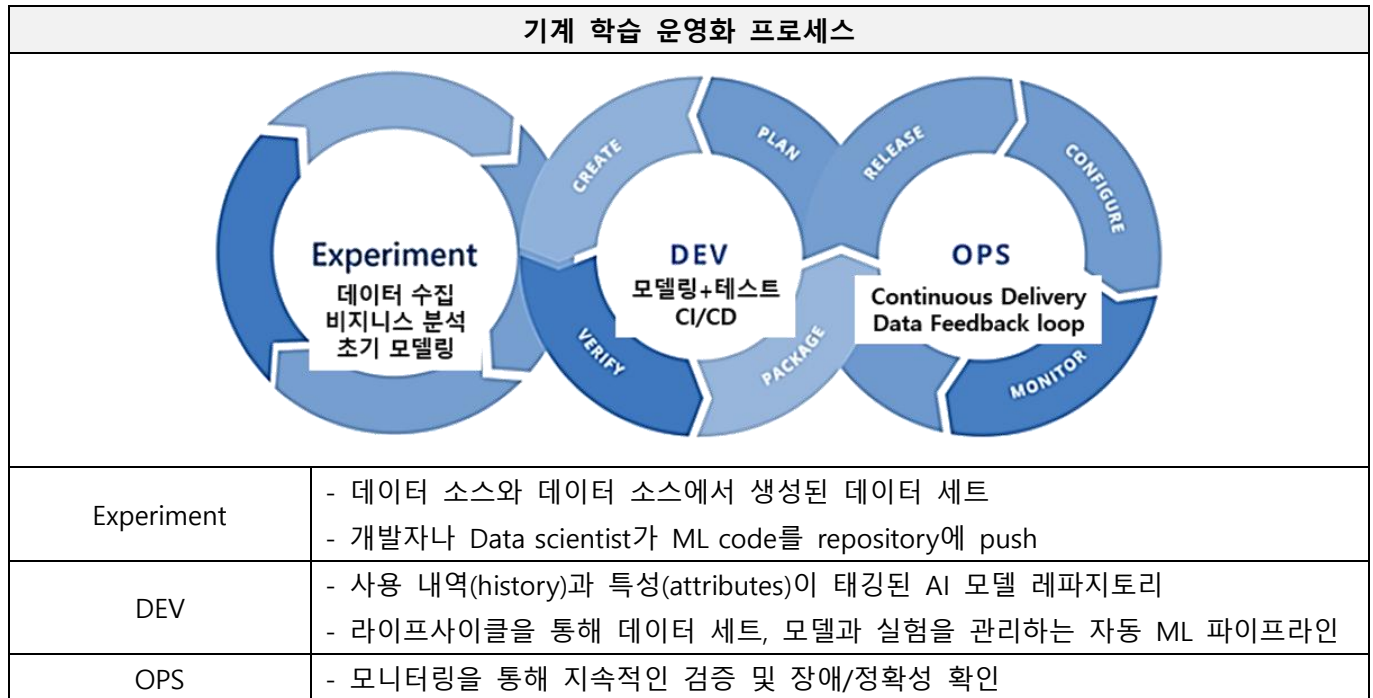 기계 학습 운영화 프로세스
CREATE
PLAN
RELEASE
CONFIGURE
Experiment
데이터 수집
비지니스 분석
초기 모델링
DEV
모델링+테스트
CI/CD
OPS
Continuous Delivery
Data Feedback loop
VERIFY
PACKAGE
MONITOR
Experiment
- 데이터 소스와 데이터 소스에서 생성된 데이터 세트
- 개발자나 Data scientist가 ML code를 repository에 push
DEV
- 사용 내역(history)과 특성(attributes)이 태깅된 AI 모델 레파지토리
- 라이프사이클을 통해 데이터 세트, 모델과 실험을 관리하는 자동 ML 파이프라인
OPS
- 모니터링을 통해 지속적인 검증 및 장애/정확성 확인